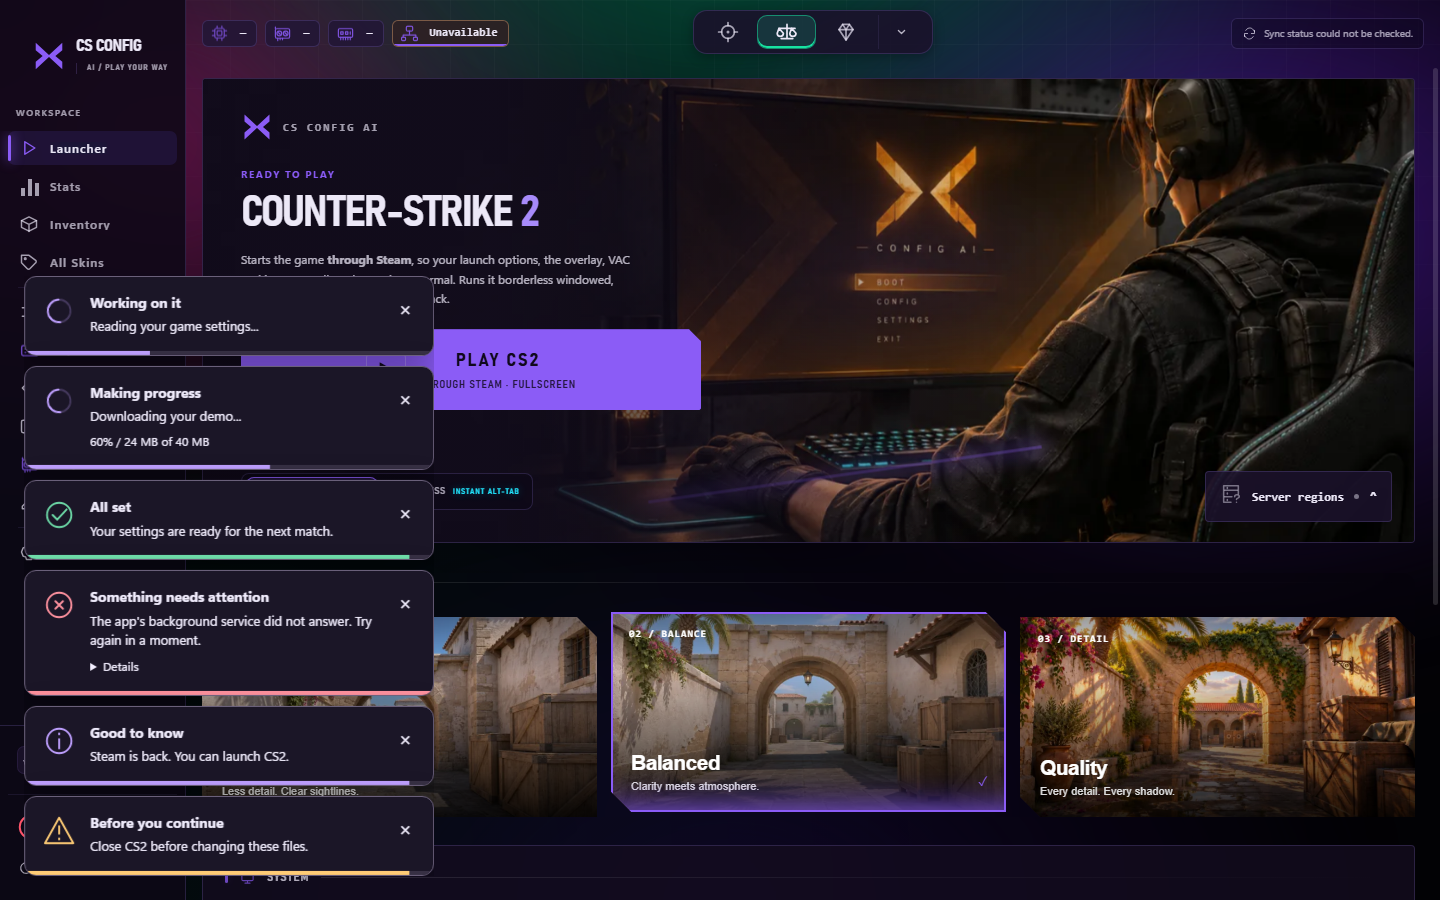 CS CONFIG
AI / PLAY YOUR WAY
WORKSPACE
Launcher
Stats
Inventory
All Skins
– – – Unavailable
Sync status could not be checked.
CS CONFIG AI
READY TO PLAY
COUNTER-STRIKE 2
Starts the game through Steam, so your launch options, the overlay, VAC
Runs it borderless windowed,
PLAY CS2
STEAM · FULLSCREEN
INSTANT ALT-TAB
CONFIG AI
BOOT
CONFIG
SETTINGS
EXIT
Server regions
Working on it
Reading your game settings...
Making progress
Downloading your demo...
60% / 24 MB of 40 MB
All set
Your settings are ready for the next match.
Something needs attention
The app's background service did not answer. Try
again in a moment.
Details
Good to know
Steam is back. You can launch CS2.
Before you continue
Close CS2 before changing these files.
Less detail. Clear sightlines.
02 / BALANCE
Balanced
Clarity meets atmosphere.
03 / DETAIL
Quality
Every detail. Every shadow.
SYSTEM